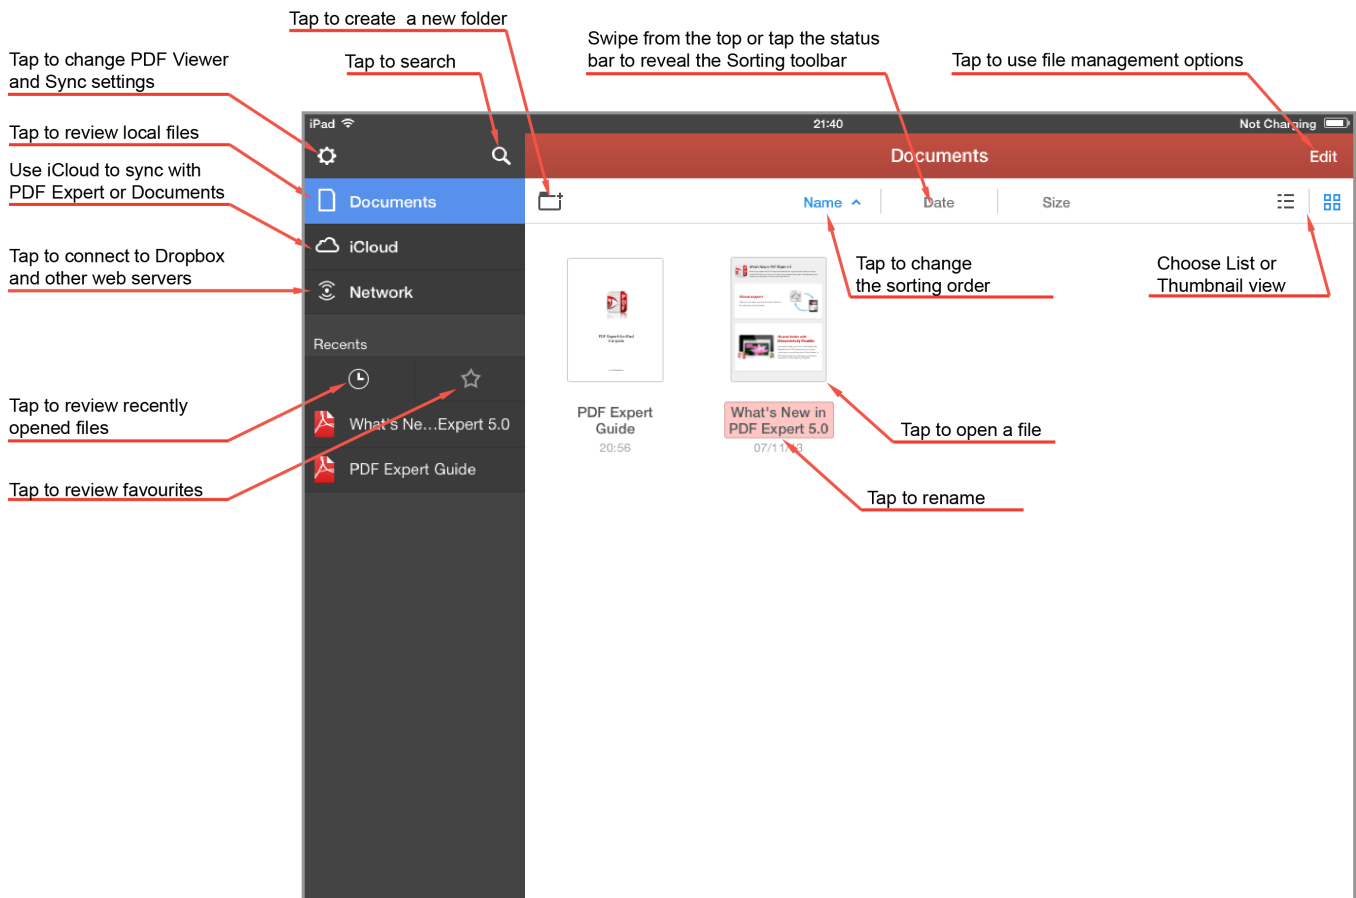 Tap to create  a new folder
Swipe from the top or tap the status
bar to reveal the Sorting toolbar
Tap to change PDF Viewer
and Sync settings
Tap to search
Tap to use file management options
iPad
21:40
Not Charging
Tap to review local files
Documents
Edit
Use iCloud to sync with
PDF Expert or Documents
Documents
Name
Date
Size
iCloud
Tap to connect to Dropbox
and other web servers
Network
Tap to change
the sorting order
Choose List or
Thumbnail view
Recents
Tap to review recently
opened files
What's Ne...Expert 5.0
PDF Expert Guide
PDF Expert
Guide
20:56
What's New in
PDF Expert 5.0
07/11/13
Tap to open a file
Tap to review favourites
Tap to rename